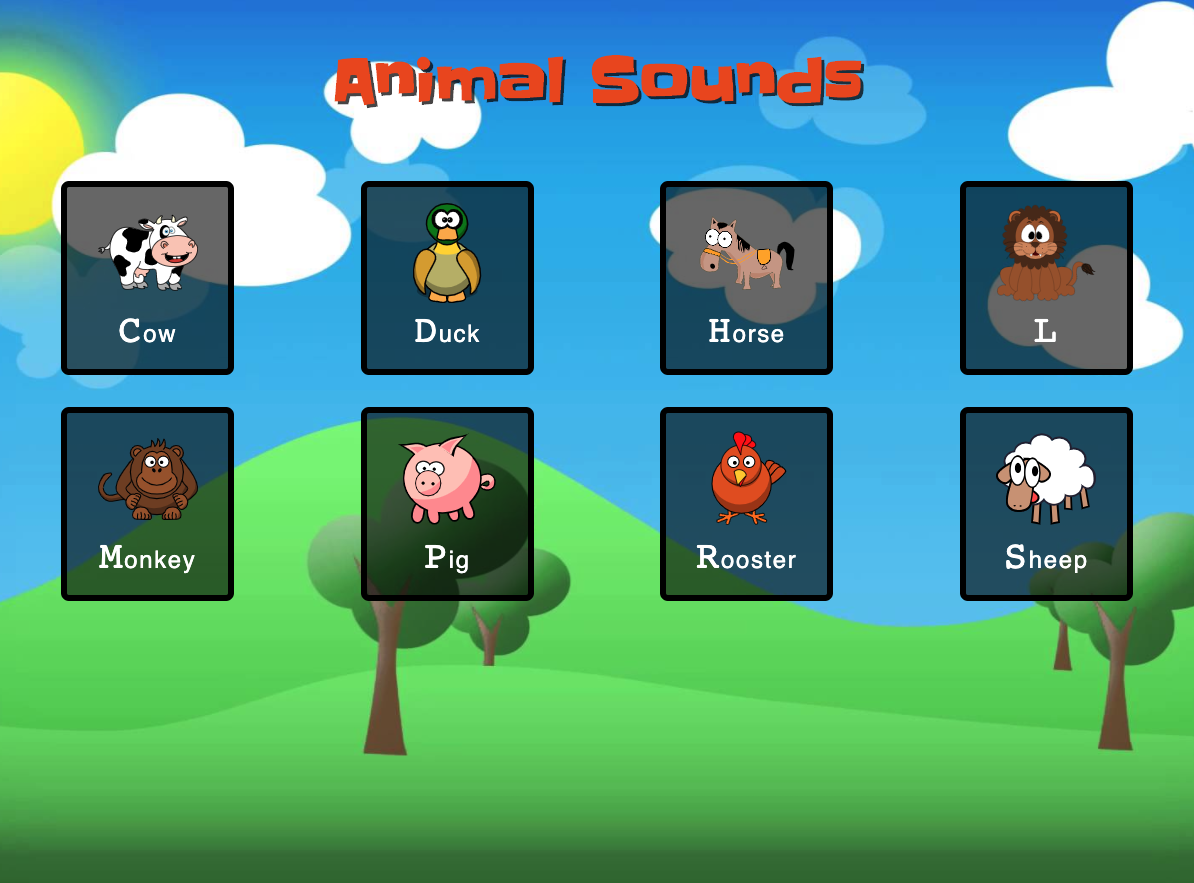 Animal Sounds
Cow
Duck
Horse
L
Monkey
Pig
Rooster
Sheep